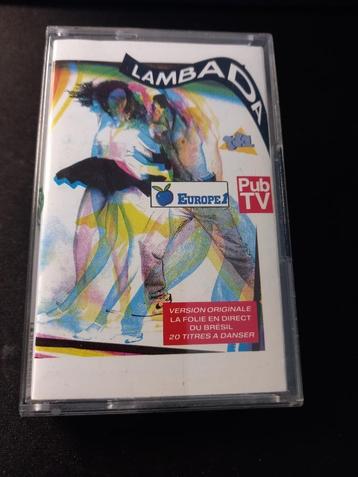 LAMBADA
EUROPE 1
Pub
TV
VERSION ORIGINALE
LA FOLIE EN DIRECT
DU BRÉSIL
20 TITRES A DANSER